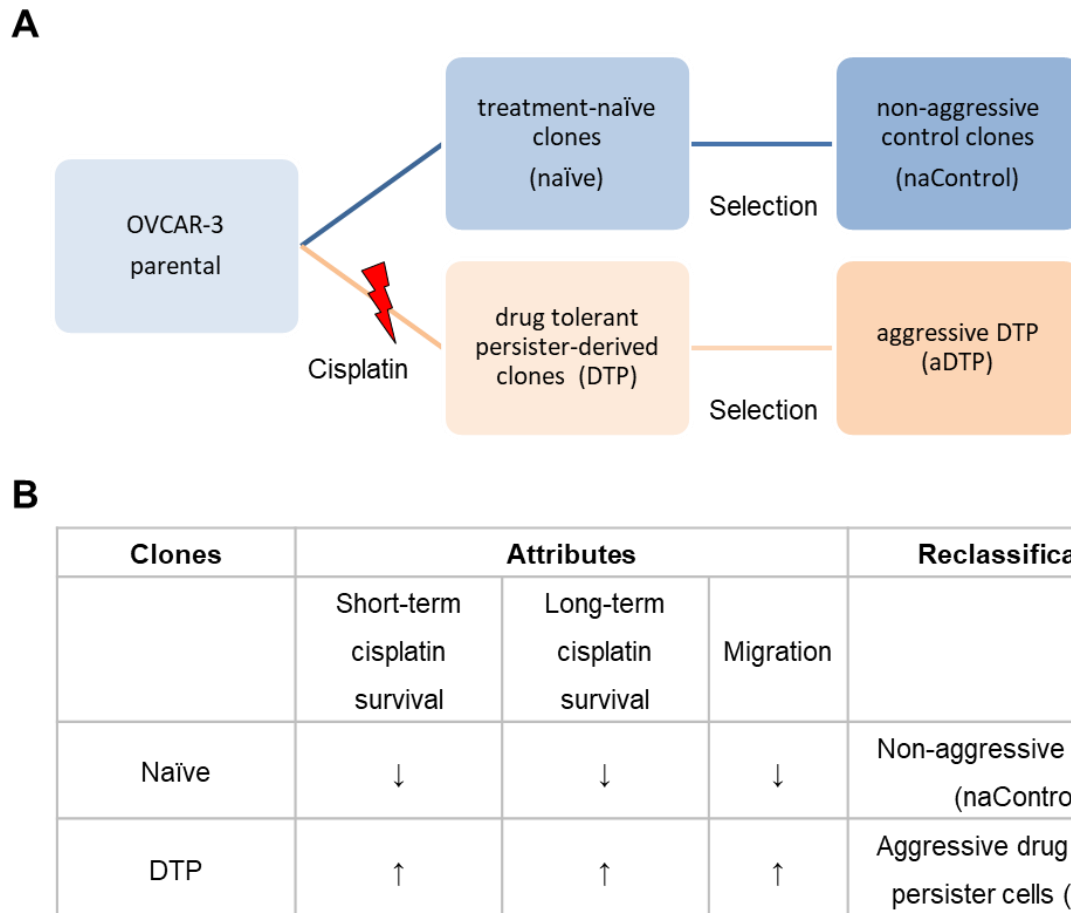 A
OVCAR-3
parental
Cisplatin
treatment-naÏve
clones
(naÏve)
drug tolerant
persister-derived
clones (DTP)
Selection
Selection
non-aggressive
control clones
(naControl)
aggressive DTP
(aDTP)
B
Clones Attributes Reclassifica
Short-term
cisplatin
survival
Long-term
cisplatin
survival
Migration
Naïve ↓ ↓ ↓ Non-aggressive
(naContro
DTP ↑ ↑ ↑ Aggressive drug
persister cells (